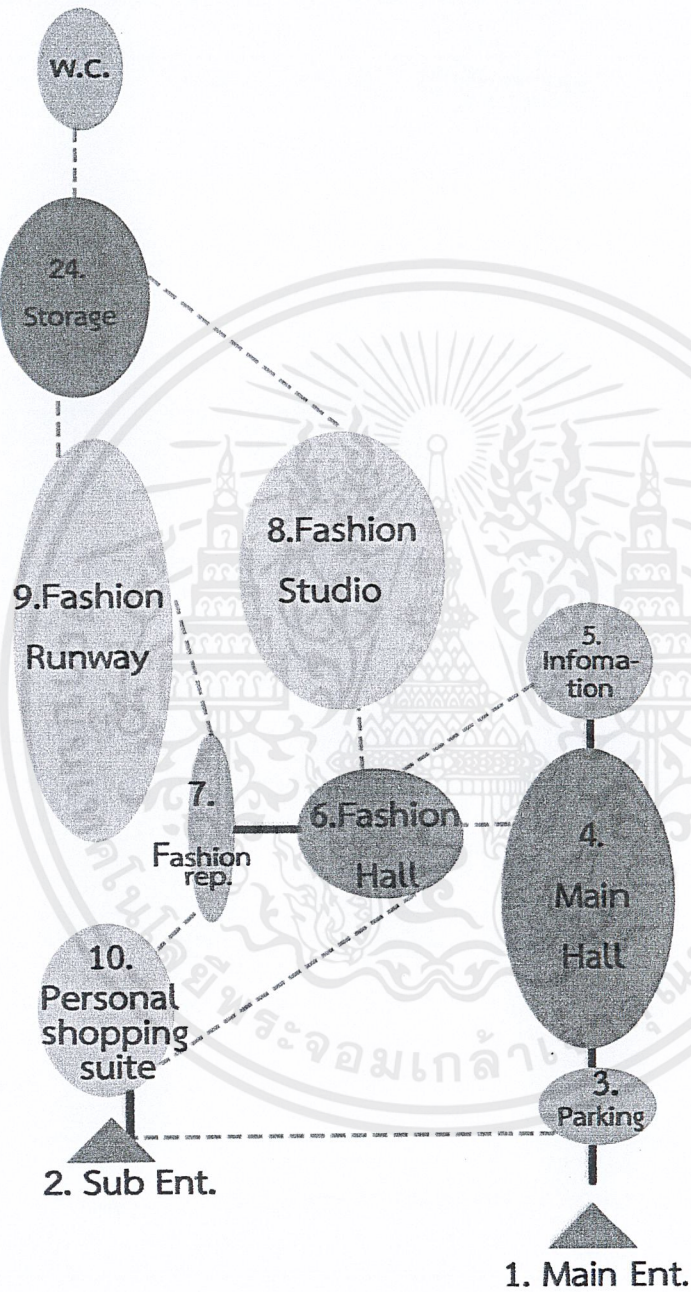 W.C.
24.
Storage
8.Fashion
Studio
9.Fashion
Runway
5.
Infoma-
tion
7.
Fashion
rep.
6.Fashion
Hall
4.
Main
Hall
10.
Personal
shopping
suite
3.
Parking
2. Sub Ent.
1. Main Ent.